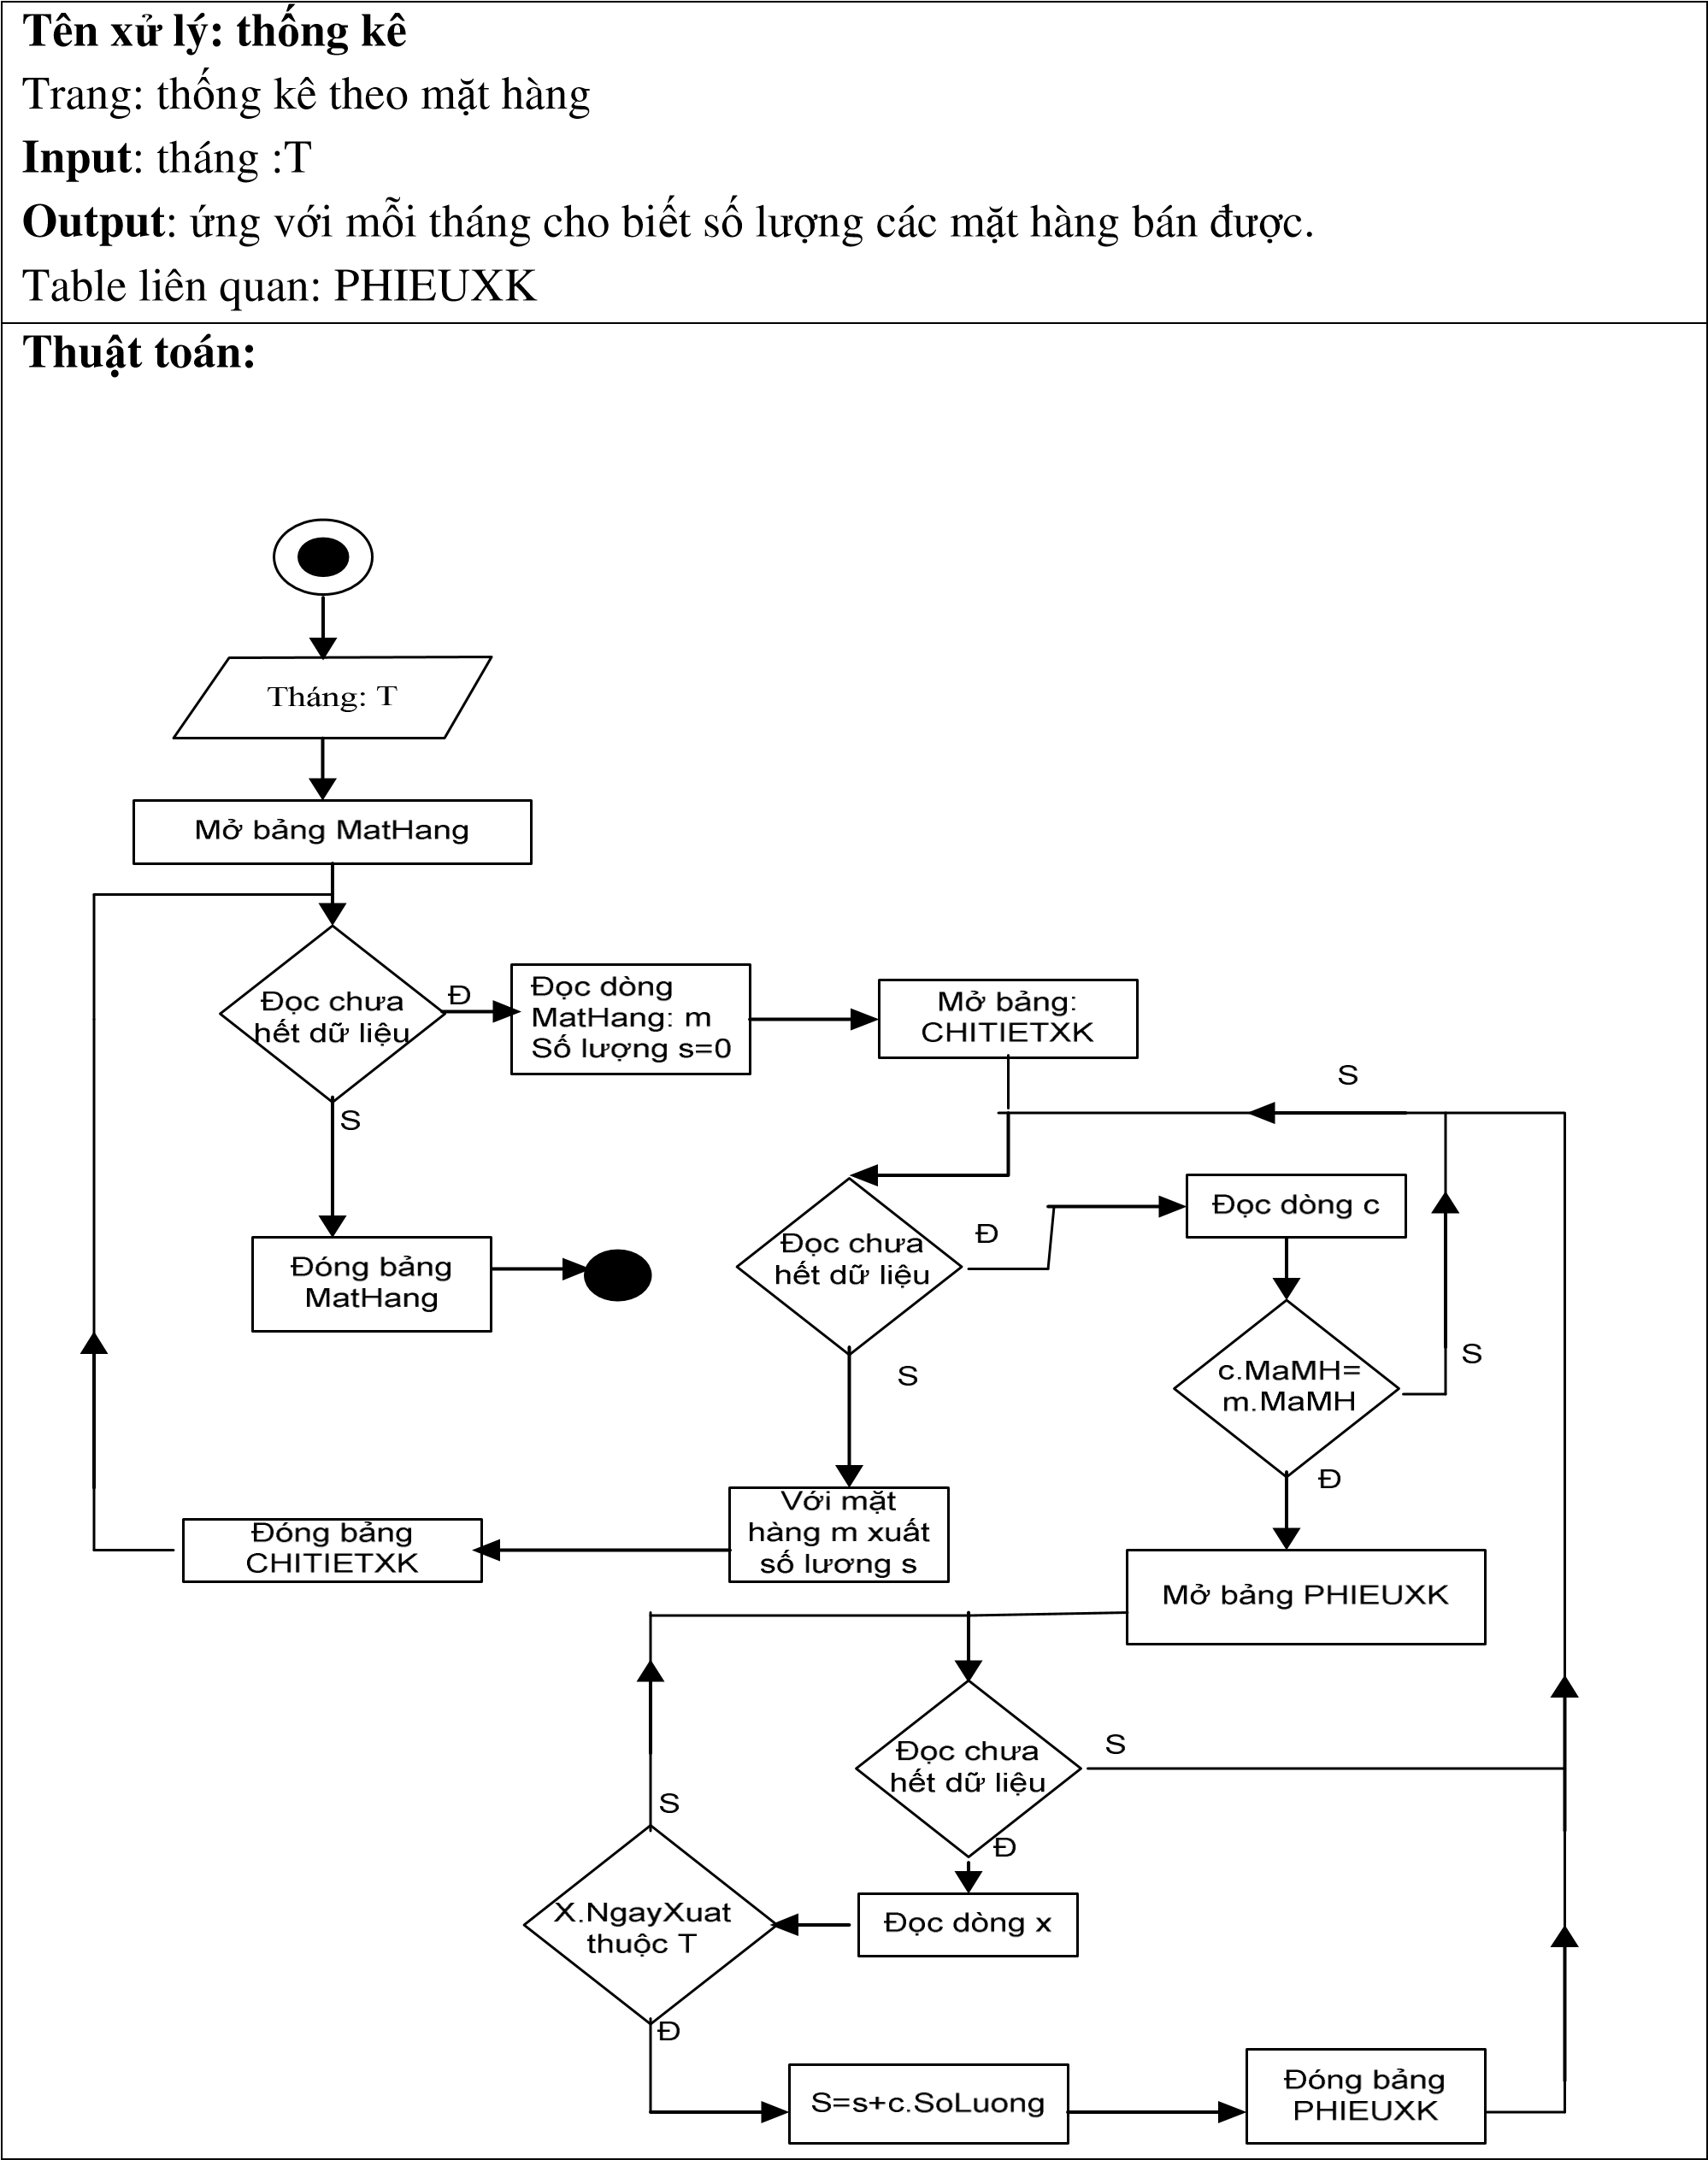 Tên xử lý: thống kê
Trang: thống kê theo mặt hàng
Input: tháng :T
Output: ứng với mỗi tháng cho biết số lượng các mặt hàng bán được.
Table liên quan: PHIEUXK
Thuật toán:
Tháng: T
Mở bảng MatHang
Đọc chưa
hết dữ liệu
Đ
Đọc dòng
MatHang: m
Số lượng s=0
Mở bảng:
CHITIETXK
S
S
Đóng bảng
MatHang
Đọc chưa
hết dữ liệu
Đ
Đọc dòng c
S
c.MaMH=
m.MaMH
S
Đ
Với mặt
hàng m xuất
số lương s
Đóng bảng
CHITIETXK
Mở bảng PHIEUXK
Đọc chưa
hết dữ liệu
S
Đ
Đọc dòng x
S
X.NgayXuat
thuộc T
Đ
S=s+c.SoLuong
Đóng bảng
PHIEUXK